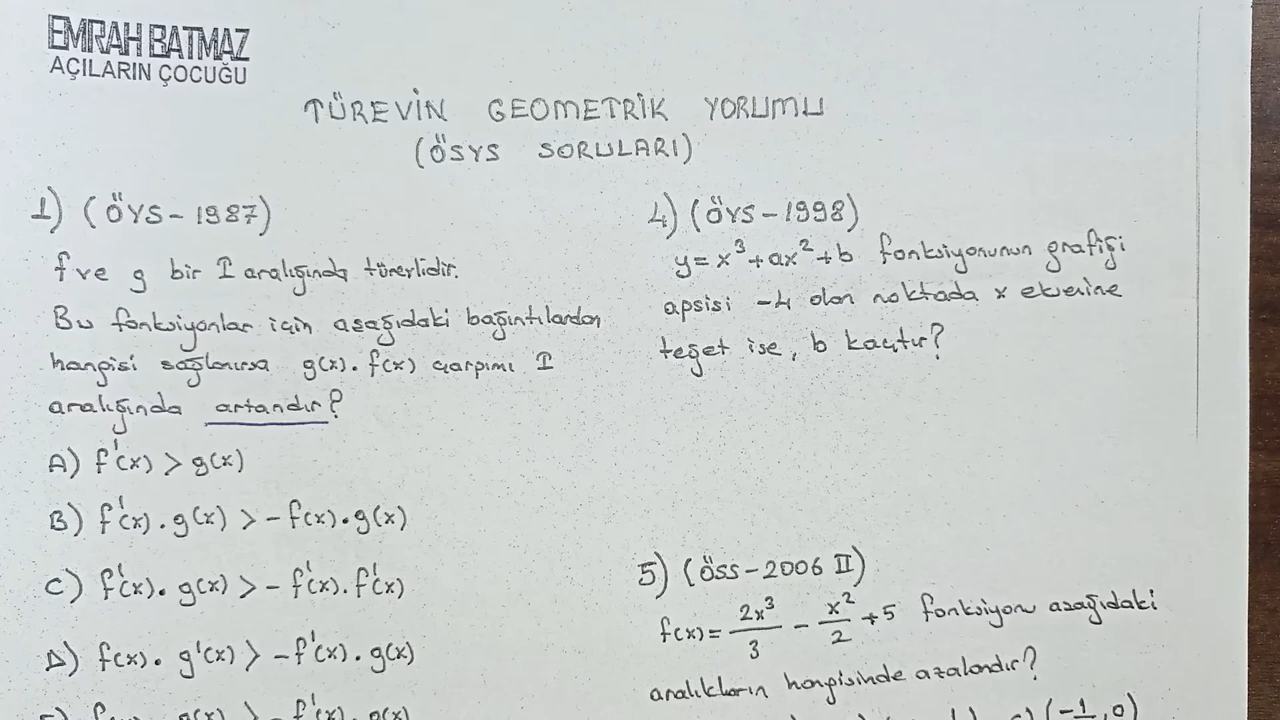 EMRAH BATMAZ
AÇILARIN ÇOCUĞU
TÜREVİN GEOMETRİK YORUMU
(ÖSYS SORULARI)
1) (ÖYS-1987)
f ve g bir I aralığında türevlidir.
Bu fonksiyonlar için aşağıdaki bağıntılardan
hangisi sağlanırsa g(x).f(x) çarpımı I
aralığında artandır?
A) f'(x) > g(x)
B) f'(x).g(x) > -f(x).g(x)
C) f'(x).g(x) > -f'(x).f'(x)
D) f(x).g'(x) > -f'(x).g(x)
4) (ÖYS-1998)
y=x³+ax²+b fonksiyonunun grafiği
apsisi -4 olan noktada x eksenine
teğet ise, b kaçtır?
5) (ÖSS-2006 II)
f(x)= 2x³/3 - x²/2 +5 fonksiyonu aşağıdaki
aralıkların hangisinde azalandır?